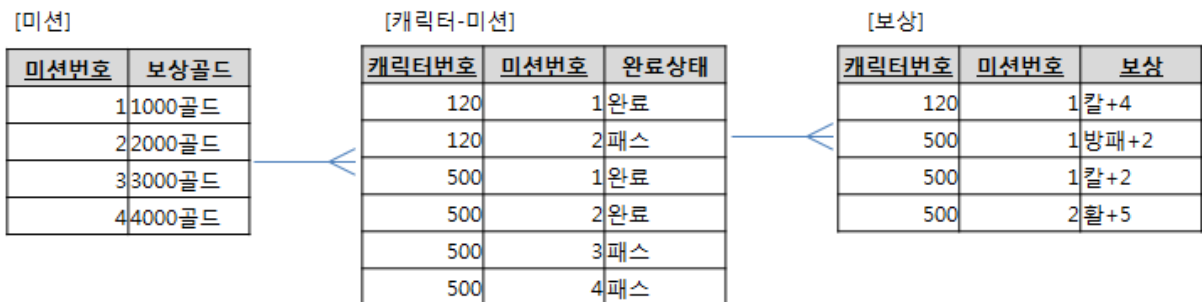 [미션] [캐릭터-미션] [보상]
미션번호 보상골드 캐릭터번호 미션번호 완료상태 캐릭터번호 미션번호 보상
1 1000골드 120 1 완료 120 1 칼+4
2 2000골드 120 2 패스 500 1 방패+2
3 3000골드 500 1 완료 500 1 칼+2
4 4000골드 500 2 완료 500 2 활+5
500 3 패스
500 4 패스